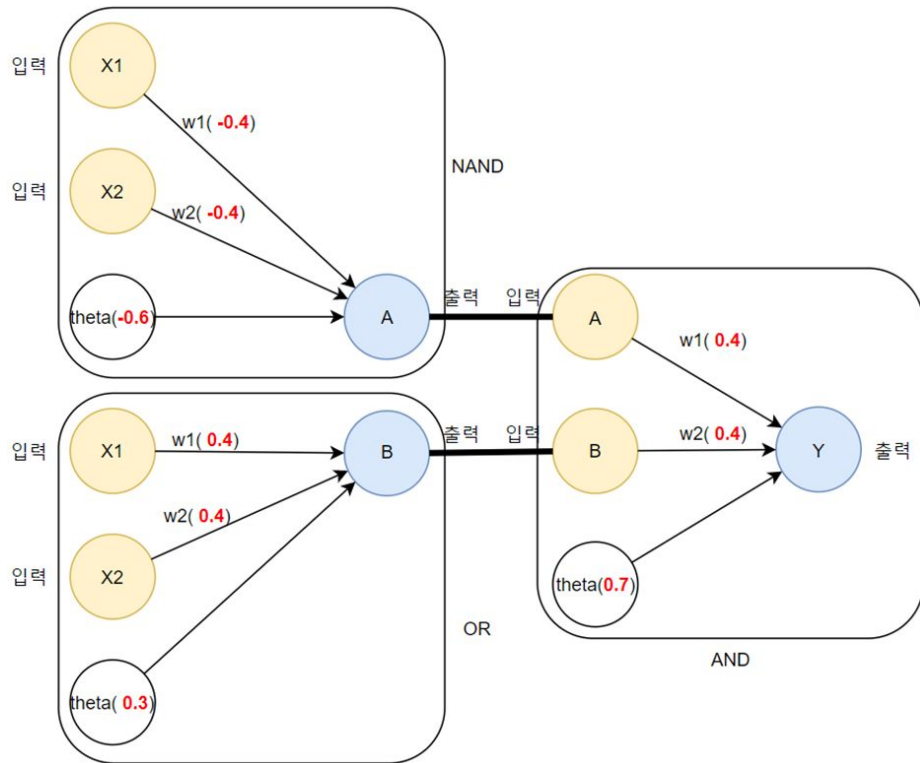 입력
X1
w1( -0.4)
입력
X2
w2( -0.4)
NAND
theta(-0.6)
A
출력
입력
A
w1( 0.4)
입력
X1
w1( 0.4)
B
출력
입력
B
w2( 0.4)
Y
출력
w2( 0.4)
입력
X2
theta(0.7)
OR
AND
theta( 0.3)